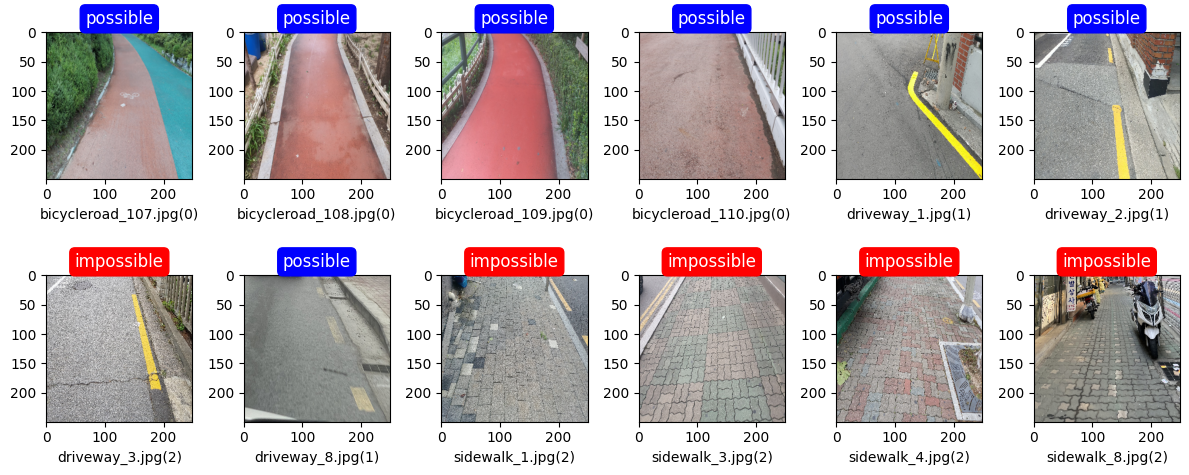 possible possible possible possible possible possible
0 0 0 0 0 0
50 50 50 50 50 50
100 100 100 100 100 100
150 150 150 150 150 150
200 200 200 200 200 200
0 100 200 0 100 200 0 100 200 0 100 200 0 100 200 0 100 200
bicycleroad_107.jpg(0) bicycleroad_108.jpg(0) bicycleroad_109.jpg(0) bicycleroad_110.jpg(0) driveway_1.jpg(1) driveway_2.jpg(1)
impossible possible impossible impossible impossible impossible
0 0 0 0 0 0
50 50 50 50 50 50
100 100 100 100 100 100
150 150 150 150 150 150
200 200 200 200 200 200
0 100 200 0 100 200 0 100 200 0 100 200 0 100 200 0 100 200
driveway_3.jpg(2) driveway_8.jpg(1) sidewalk_1.jpg(2) sidewalk_3.jpg(2) sidewalk_4.jpg(2) sidewalk_8.jpg(2)